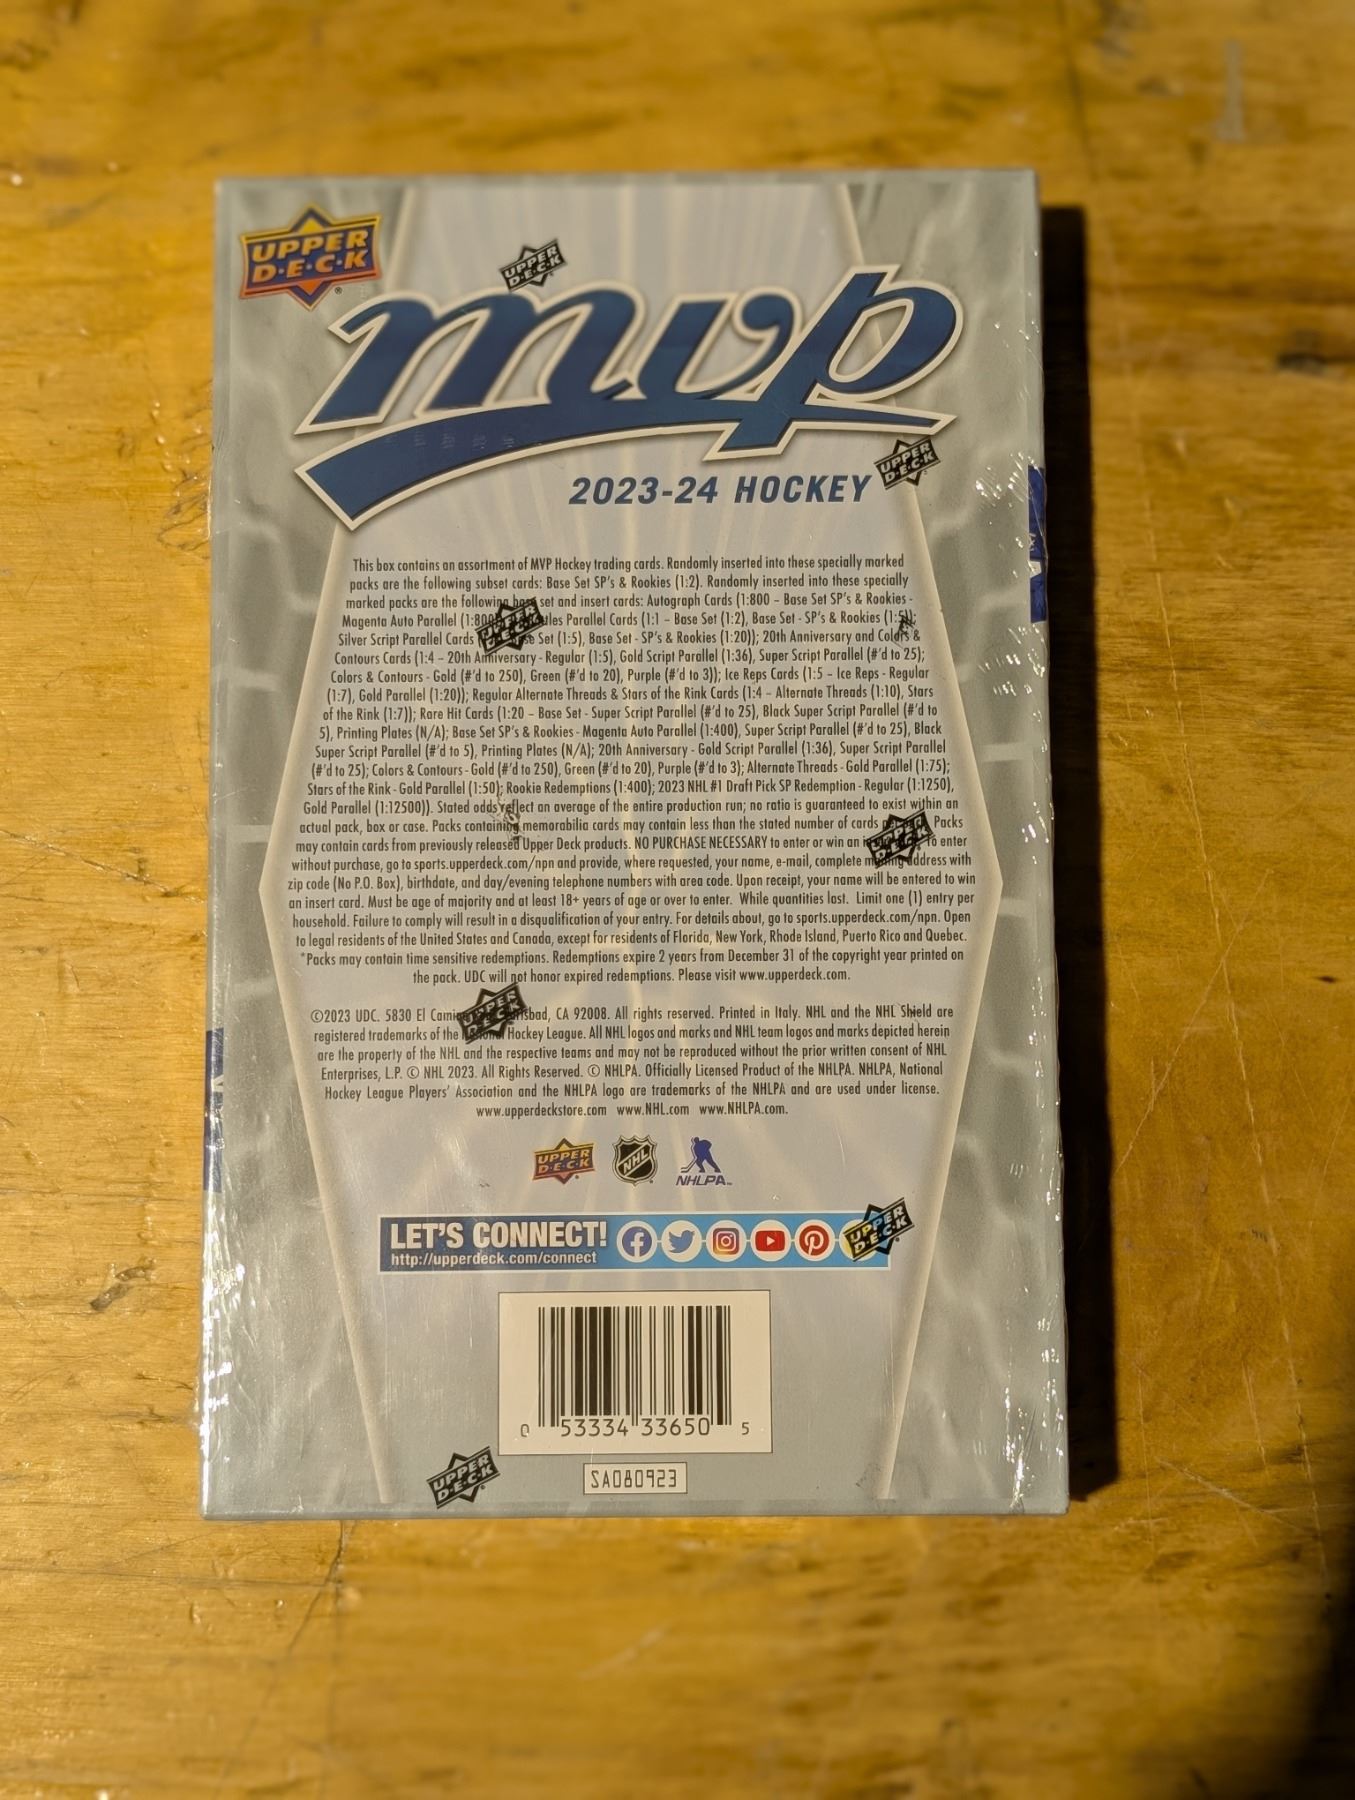 UPPER
D·E·C·K
®
UPPER
D·E·C·K
mvp
UPPER
D·E·C·K
2023-24 HOCKEY
This box contains an assortment of MVP Hockey trading cards. Randomly inserted into these specially marked
packs are the following subset cards: Base Set SP's & Rookies (1:2). Randomly inserted into these specially
marked packs are the following base set and insert cards: Autograph Cards (1:800 – Base Set SP's & Rookies -
Magenta Auto Parallel (1:800 Parallel Cards (1:1 – Base Set (1:2), Base Set - SP's & Rookies (1:5));
UPPER
D·E·C·K
Silver Script Parallel Cards Set (1:5), Base Set - SP's & Rookies (1:20)); 20th Anniversary and Colors &
Contours Cards (1:4 – 20th Anniversary - Regular (1:5), Gold Script Parallel (1:36), Super Script Parallel (#'d to 25);
Colors & Contours - Gold (#'d to 250), Green (#'d to 20), Purple (#'d to 3)); Ice Reps Cards (1:5 – Ice Reps - Regular
(1:7), Gold Parallel (1:20)); Regular Alternate Threads & Stars of the Rink Cards (1:4 – Alternate Threads (1:10), Stars
of the Rink (1:7)); Rare Hit Cards (1:20 – Base Set - Super Script Parallel (#'d to 25), Black Super Script Parallel (#'d to
5), Printing Plates (N/A); Base Set SP's & Rookies - Magenta Auto Parallel (1:400), Super Script Parallel (#'d to 25), Black
Super Script Parallel (#'d to 5), Printing Plates (N/A); 20th Anniversary - Gold Script Parallel (1:36), Super Script Parallel
(#'d to 25); Colors & Contours - Gold (#'d to 250), Green (#'d to 20), Purple (#'d to 3); Alternate Threads - Gold Parallel (1:75);
Stars of the Rink - Gold Parallel (1:50); Rookie Redemptions (1:400); 2023 NHL #1 Draft Pick SP Redemption - Regular (1:1250),
Gold Parallel (1:12500)). Stated odds reflect an average of the entire production run; no ratio is guaranteed to exist within an
actual pack, box or case. Packs containing memorabilia cards may contain less than the stated number of cards per pack. Packs
UPPER
D·E·C·K
may contain cards from previously released Upper Deck products. NO PURCHASE NECESSARY to enter or win an To enter
without purchase, go to sports.upperdeck.com/npn and provide, where requested, your name, e-mail, complete mailing address with
zip code (No P.O. Box), birthdate, and day/evening telephone numbers with area code. Upon receipt, your name will be entered to win
an insert card. Must be age of majority and at least 18+ years of age or over to enter. While quantities last. Limit one (1) entry per
household. Failure to comply will result in a disqualification of your entry. For details about, go to sports.upperdeck.com/npn. Open
to legal residents of the United States and Canada, except for residents of Florida, New York, Rhode Island, Puerto Rico and Quebec.
*Packs may contain time sensitive redemptions. Redemptions expire 2 years from December 31 of the copyright year printed on
the pack. UDC will not honor expired redemptions. Please visit www.upperdeck.com.
UPPER
D·E·C·K
©2023 UDC. 5830 El Camino Carlsbad, CA 92008. All rights reserved. Printed in Italy. NHL and the NHL Shield are
registered trademarks of the National Hockey League. All NHL logos and marks and NHL team logos and marks depicted herein
are the property of the NHL and the respective teams and may not be reproduced without the prior written consent of NHL
Enterprises, L.P. © NHL 2023. All Rights Reserved. © NHLPA. Officially Licensed Product of the NHLPA. NHLPA, National
Hockey League Players' Association and the NHLPA logo are trademarks of the NHLPA and are used under license.
www.upperdeckstore.com www.NHL.com www.NHLPA.com.
UPPER
D·E·C·K
NHL
NHLPA™
LET'S CONNECT!
http://upperdeck.com/connect
UPPER
D·E·C·K
0 53334 33650 5
UPPER
D·E·C·K
SA080923